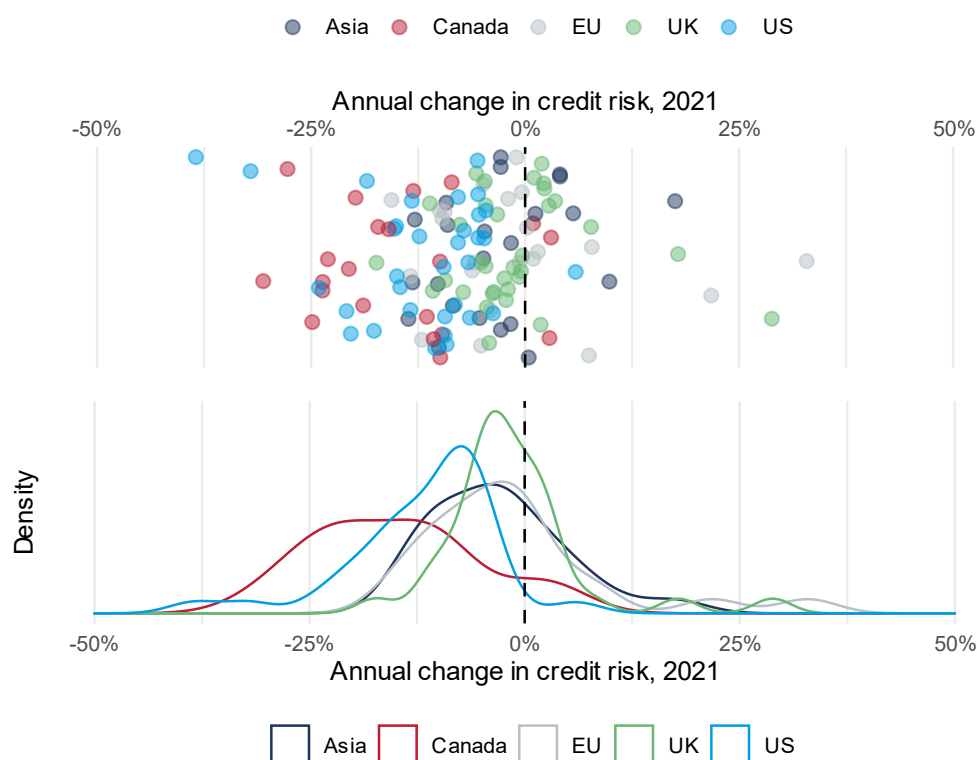 Asia Canada EU UK US
Annual change in credit risk, 2021
-50% -25% 0% 25% 50%
Density
-50% -25% 0% 25% 50%
Annual change in credit risk, 2021
Asia Canada EU UK US